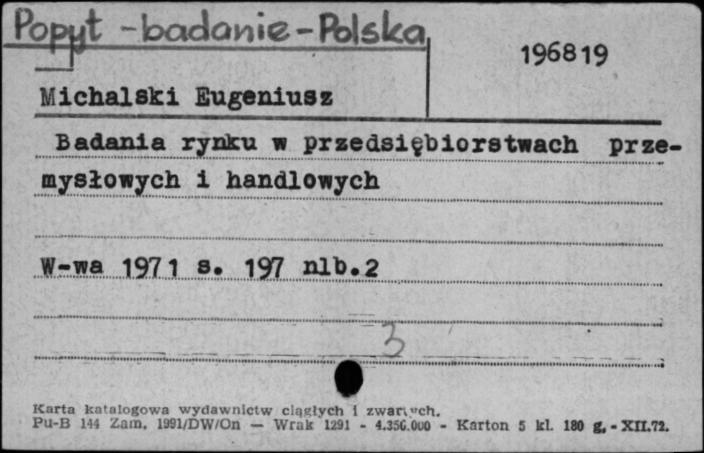 Popyt - badanie - Polska
196819
Michalski Eugeniusz
Badania rynku w przedsiębiorstwach prze-
mysłowych i handlowych
W-wa 1971 s. 197 nlb.2
3
Karta katalogowa wydawnictw ciągłych i zwartych.
Pu-B 144 Zam. 1991/DW/On — Wrak 1291 - 4.356.000 - Karton 5 kl. 180 g, - XII.72.